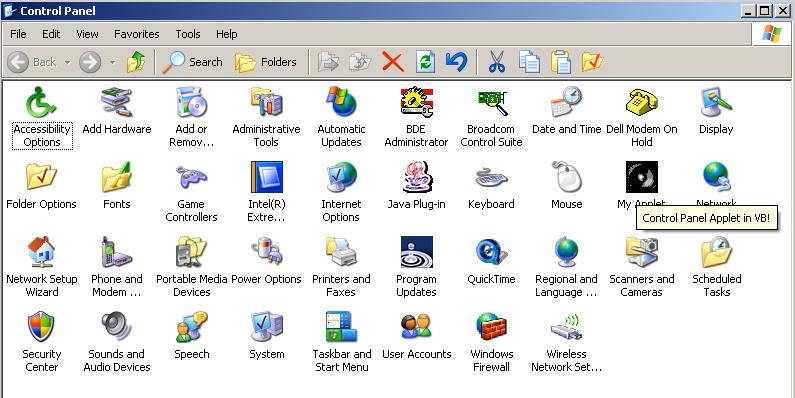 Control Panel
File Edit View Favorites Tools Help
Back Search Folders
Accessibility Add Hardware Add or Administrative Automatic BDE Broadcom Date and Time Dell Modem On Display
Options Remov... Tools Updates Administrator Control Suite Hold
Folder Options Fonts Game Intel(R) Internet Java Plug-in Keyboard Mouse My Applet Network
Controllers Extre... Options Control Panel Applet in VB!
Network Setup Phone and Portable Media Power Options Printers and Program QuickTime Regional and Scanners and Scheduled
Wizard Modem ... Devices Faxes Updates Language ... Cameras Tasks
Security Sounds and Speech System Taskbar and User Accounts Windows Wireless
Center Audio Devices Start Menu Firewall Network Set...